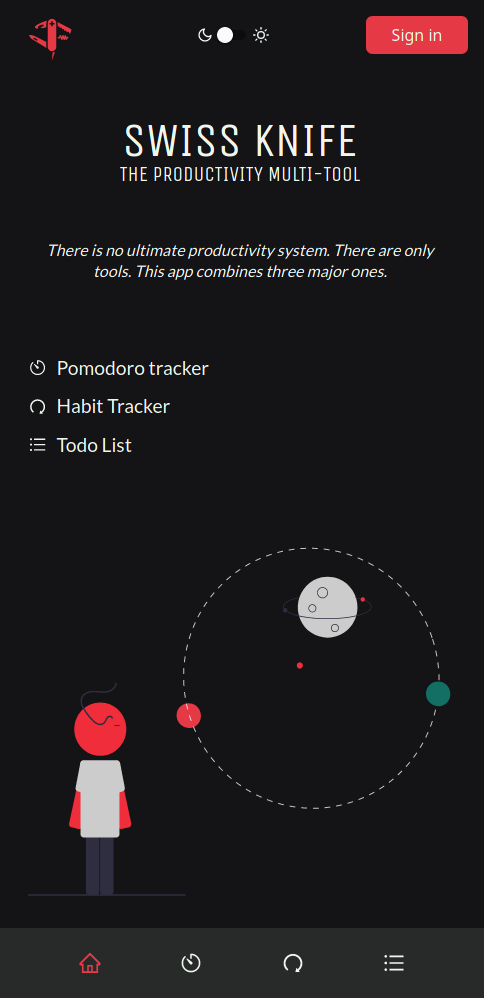 Sign in
SWISS KNIFE
THE PRODUCTIVITY MULTI-TOOL
There is no ultimate productivity system. There are only
tools. This app combines three major ones.
Pomodoro tracker
Habit Tracker
Todo List